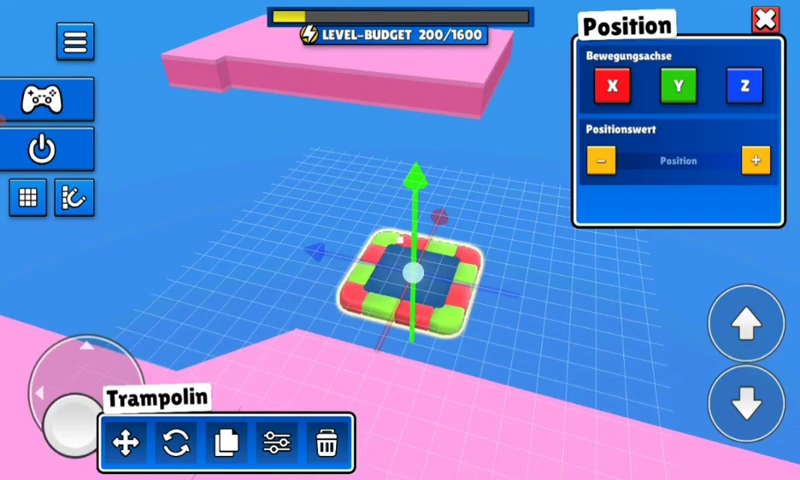 LEVEL-BUDGET 200/1600
Position
Bewegungsachse
X Y Z
Positionswert
- Position +
Trampolin